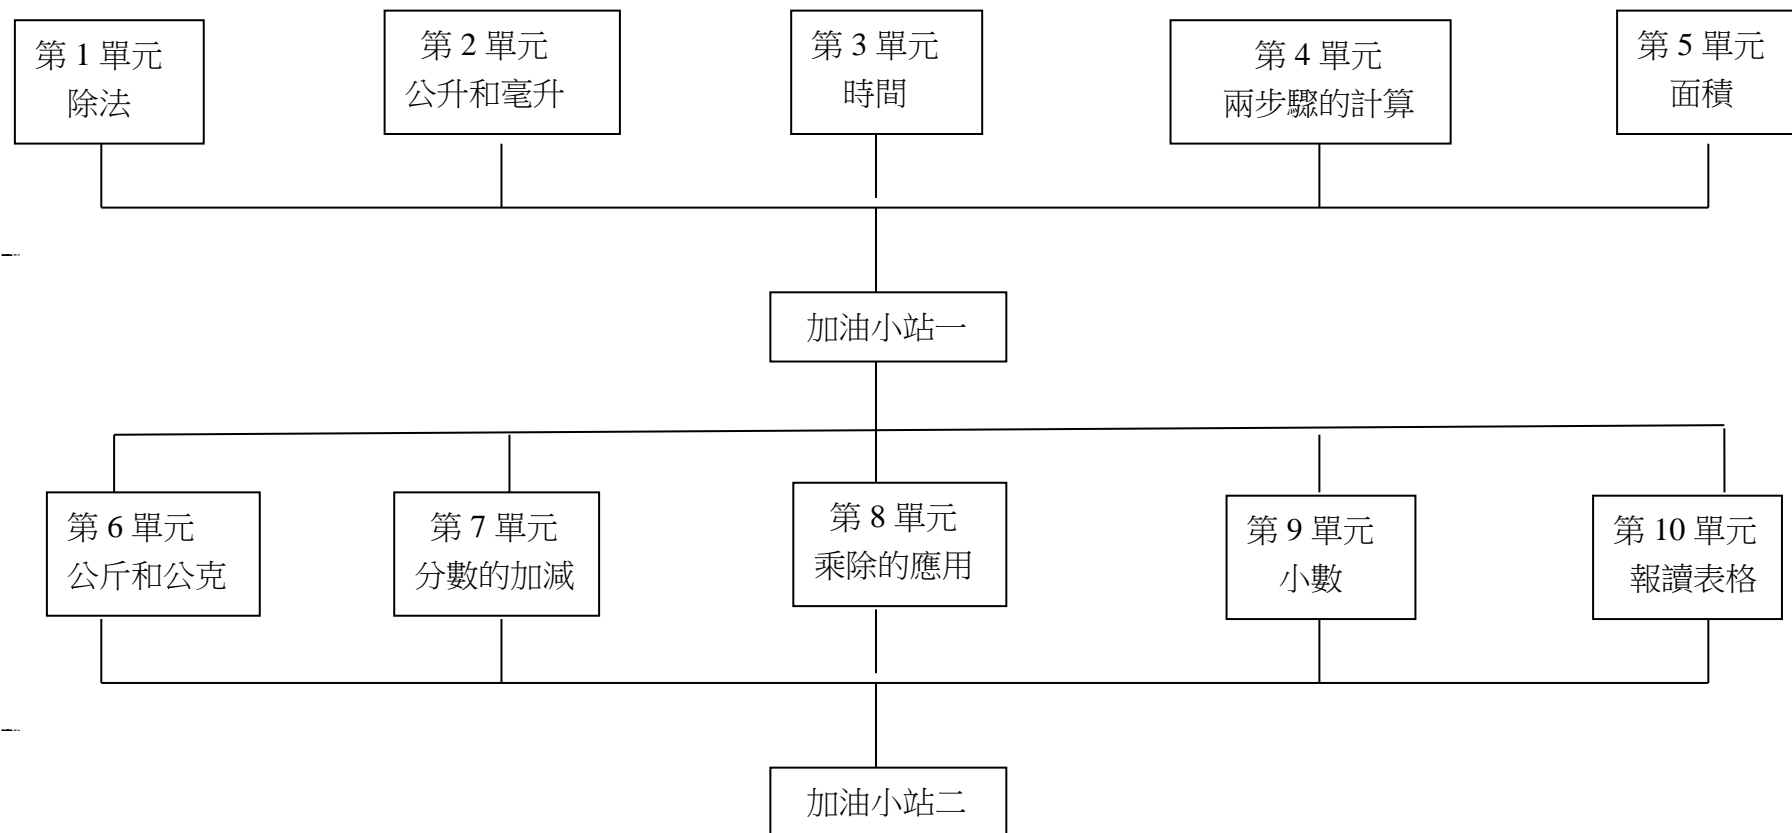 第 1 單元
除法
第 2 單元
公升和毫升
第 3 單元
時間
第 4 單元
兩步驟的計算
第 5 單元
面積
加油小站一
第 6 單元
公斤和公克
第 7 單元
分數的加減
第 8 單元
乘除的應用
第 9 單元
小數
第 10 單元
報讀表格
加油小站二